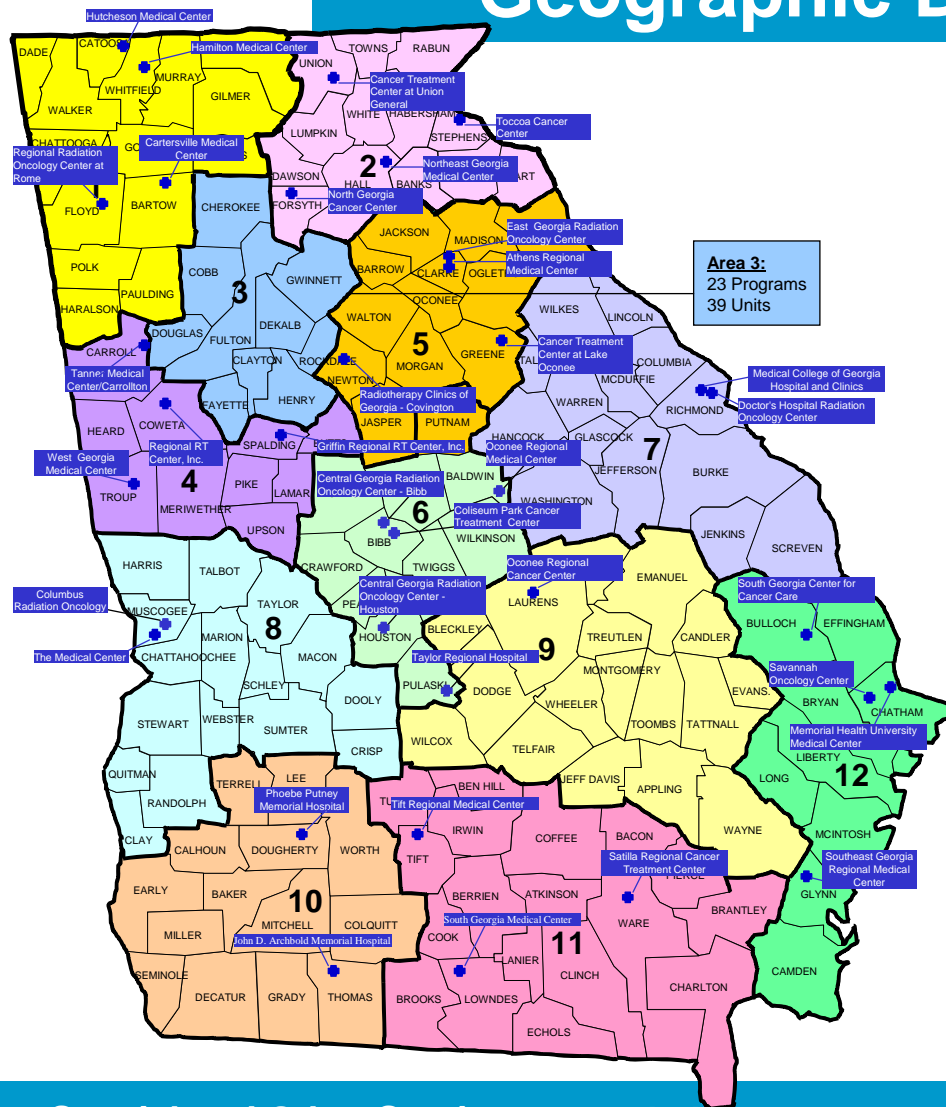 Geographic
Hutcheson Medical Center
Hamilton Medical Center
DADE
WHITFIELD
MURRAY
GILMER
WALKER
CHATTOOGA
Cartersville Medical
Center
Regional Radiation
Oncology Center at
Rome
FLOYD
BARTOW
POLK
PAULDING
HARALSON
TOWNS
RABUN
UNION
Cancer Treatment
Center at Union
General
WHITE
HABERSHAM
LUMPKIN
STEPHENS
Toccoa Cancer
Center
2
DAWSON
HALL
BANKS
Northeast Georgia
Medical Center
FORSYTH
North Georgia
Cancer Center
CHEROKEE
COBB
3
GWINNETT
DEKALB
DOUGLAS
FULTON
CLAYTON
FAYETTE
HENRY
Area 3:
23 Programs
39 Units
JACKSON
MADISON
East Georgia Radiation
Oncology Center
Athens Regional
Medical Center
BARROW
CLARKE
OCONEE
WALTON
5
MORGAN
GREENE
Cancer Treatment
Center at Lake
Oconee
NEWTON
Radiotherapy Clinics of
Georgia - Covington
JASPER
PUTNAM
CARROLL
Medical
Center/Carrollton
HEARD
COWETA
Regional RT
Center, Inc.
SPALDING
Griffin Regional RT Center, Inc.
West Georgia
Medical Center
TROUP
4
PIKE
LAMAR
MERIWETHER
UPSON
WILKES
LINCOLN
COLUMBIA
MCDUFFIE
WARREN
RICHMOND
Medical College of Georgia
Hospital and Clinics
Doctor's Hospital Radiation
Oncology Center
HANCOCK
GLASCOCK
7
JEFFERSON
BURKE
WASHINGTON
JENKINS
SCREVEN
Oconee Regional
Medical Center
BALDWIN
Central Georgia Radiation
Oncology Center - Bibb
6
Coliseum Park Cancer
Treatment Center
BIBB
WILKINSON
CRAWFORD
TWIGGS
Central Georgia Radiation
Oncology Center -
Houston
HOUSTON
Taylor Regional Hospital
PULASKI
HARRIS
TALBOT
Columbus
Radiation Oncology
MUSCOGEE
TAYLOR
8
The Medical Center
MARION
CHATTAHOOCHEE
MACON
SCHLEY
DOOLY
STEWART
WEBSTER
SUMTER
CRISP
QUITMAN
RANDOLPH
CLAY
Oconee Regional
Cancer Center
EMANUEL
LAURENS
BLECKLEY
9
TREUTLEN
CANDLER
MONTGOMERY
DODGE
EVANS
WHEELER
TOOMBS
TATTNALL
WILCOX
TELFAIR
JEFF DAVIS
APPLING
WAYNE
South Georgia Center for
Cancer Care
BULLOCH
EFFINGHAM
Savannah
Oncology Center
BRYAN
CHATHAM
Memorial Health University
Medical Center
LIBERTY
LONG
12
MCINTOSH
Southeast Georgia
Regional Medical
Center
GLYNN
CAMDEN
TERRELL
LEE
Phoebe Putney
Memorial Hospital
CALHOUN
DOUGHERTY
WORTH
EARLY
BAKER
10
MITCHELL
COLQUITT
MILLER
John D. Archbold Memorial Hospital
SEMINOLE
DECATUR
GRADY
THOMAS
BEN HILL
Tift Regional Medical Center
IRWIN
COFFEE
BACON
TIFT
Satilla Regional Cancer
Treatment Center
BERRIEN
ATKINSON
WARE
BRANTLEY
South Georgia Medical Center
COOK
11
LANIER
CLINCH
CHARLTON
BROOKS
LOWNDES
ECHOLS